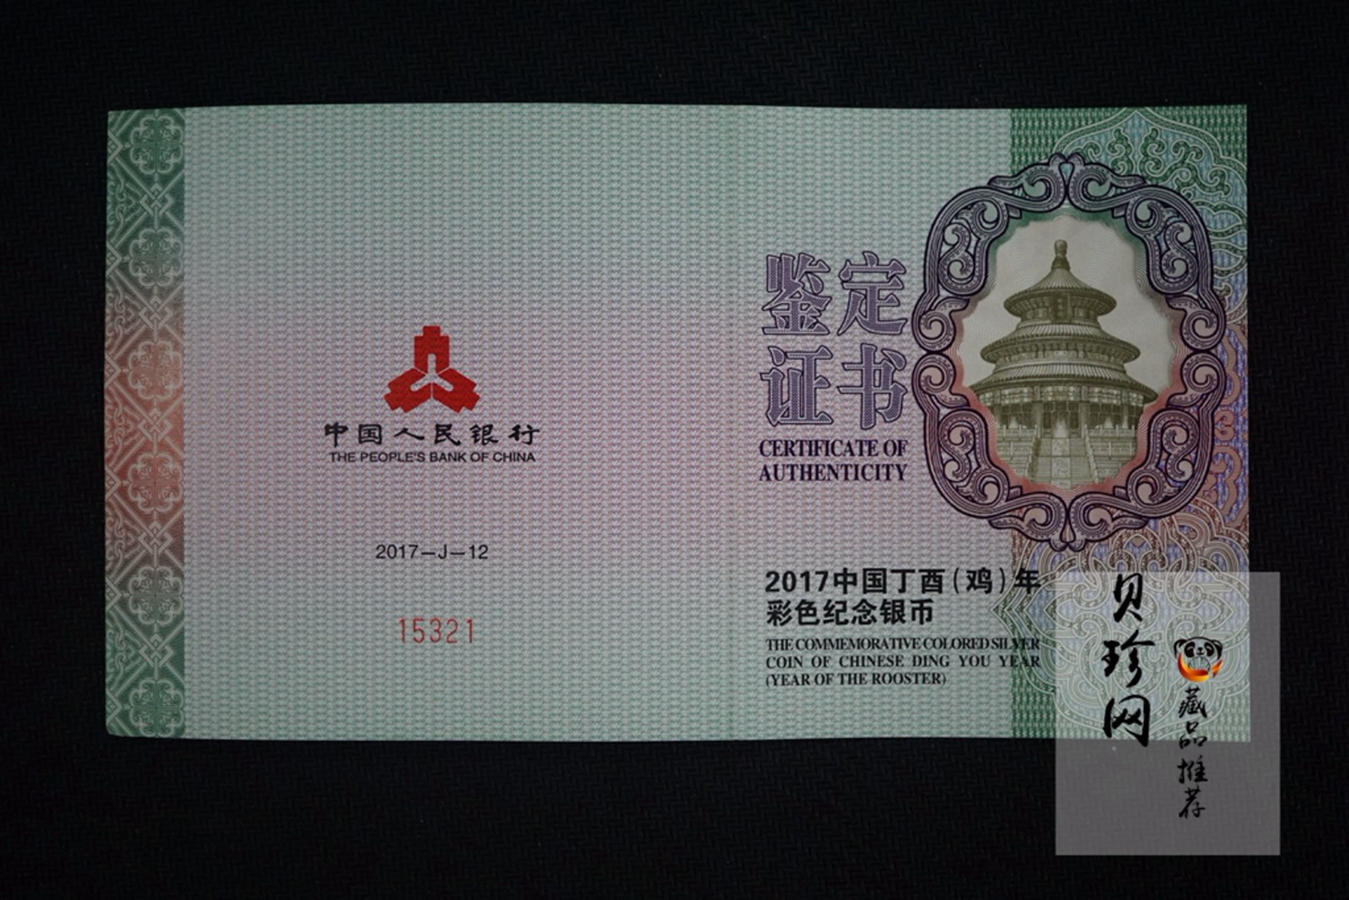 中国人民银行
THE PEOPLE'S BANK OF CHINA
2017—J—12
15321
鉴定
证书
CERTIFICATE OF
AUTHENTICITY
2017中国丁酉(鸡)年
彩色纪念银币
THE COMMEMORATIVE COLORED SILVER
COIN OF CHINESE DING YOU YEAR
(YEAR OF THE ROOSTER)
贝珍网
藏品推荐